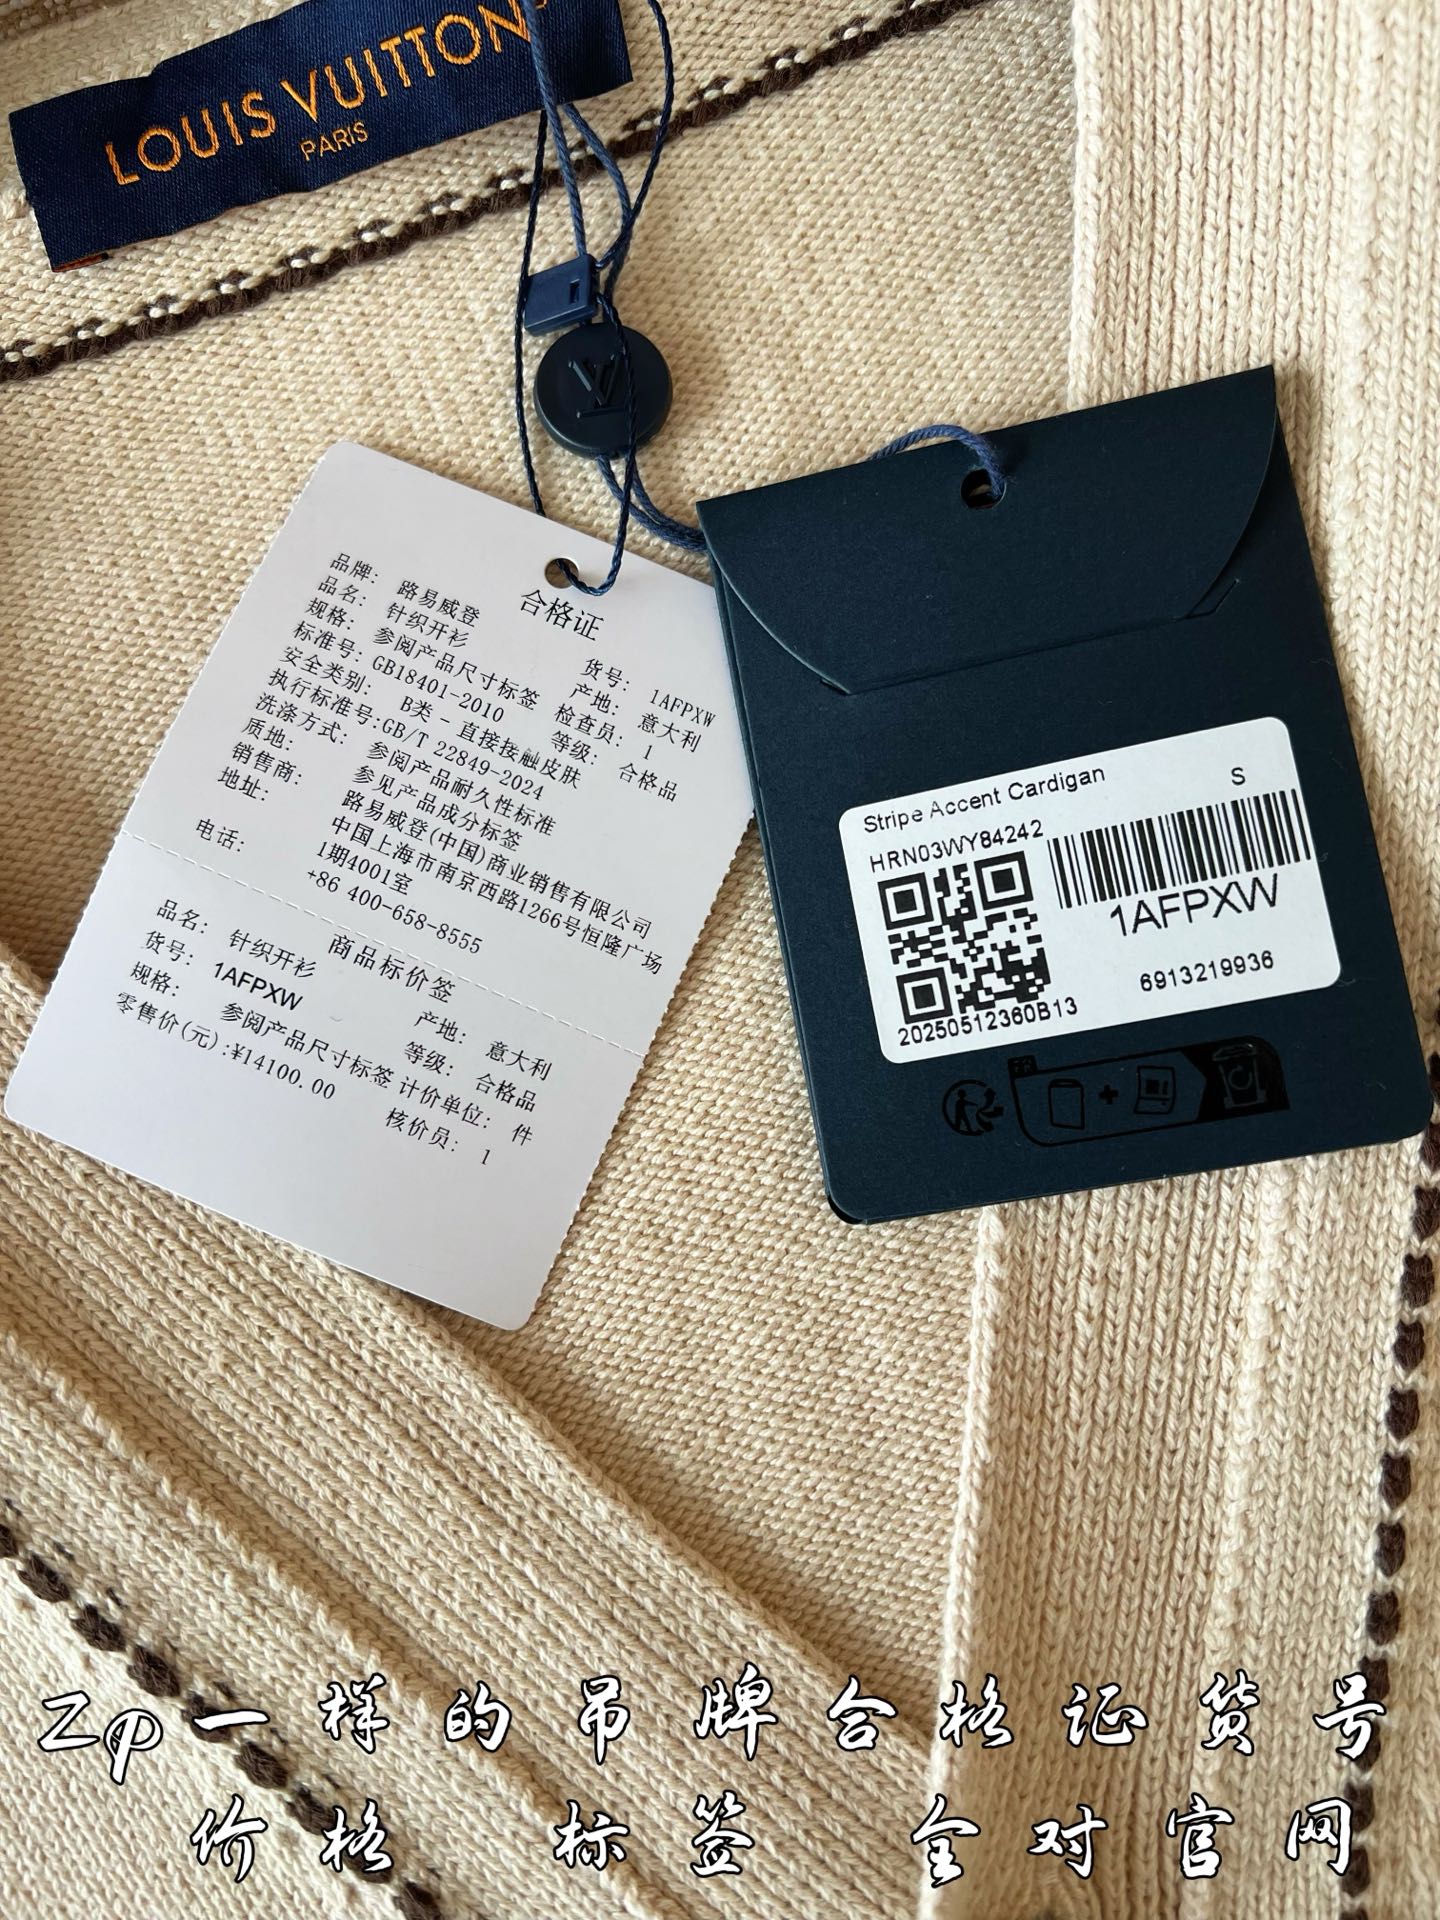 LOUIS VUITTON
PARIS
合格证
品牌: 路易威登
品名: 针织开衫
货号: 1AFPXW
规格: 参阅产品尺寸标签
产地: 意大利
标准号: GB18401-2010
检查员: 1
安全类别: B类 - 直接接触皮肤
等级: 合格品
执行标准号:GB/T 22849-2024
洗涤方式: 参阅产品耐久性标准
质地: 参见产品成分标签
销售商: 路易威登(中国)商业销售有限公司
地址: 中国上海市南京西路1266号恒隆广场
1期4001室
电话: +86 400-658-8555
商品标价签
品名: 针织开衫
产地: 意大利
货号: 1AFPXW
等级: 合格品
规格: 参阅产品尺寸标签
计价单位: 件
零售价(元):¥14100.00
核价员: 1
Stripe Accent Cardigan
S
HRN03WY84242
1AFPXW
6913219936
20250512360B13
FR
Zp一样的吊牌合格证货号
价格 标签 全对官网